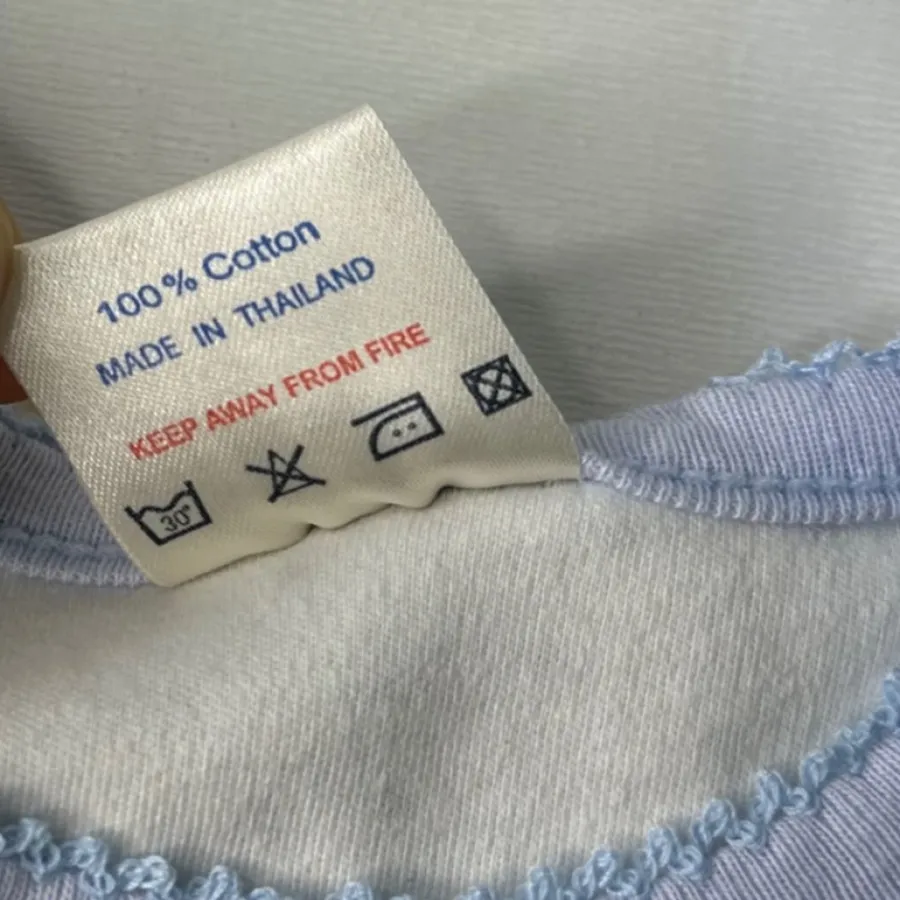 100% Cotton
MADE IN THAILAND
KEEP AWAY FROM FIRE
30°